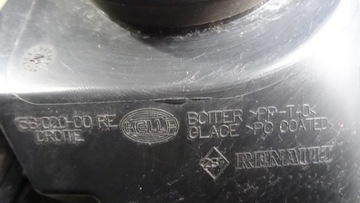 DROITE
HELLA
BOITIER >PP-T40<
GLACE >PC COATED<
RENAULT